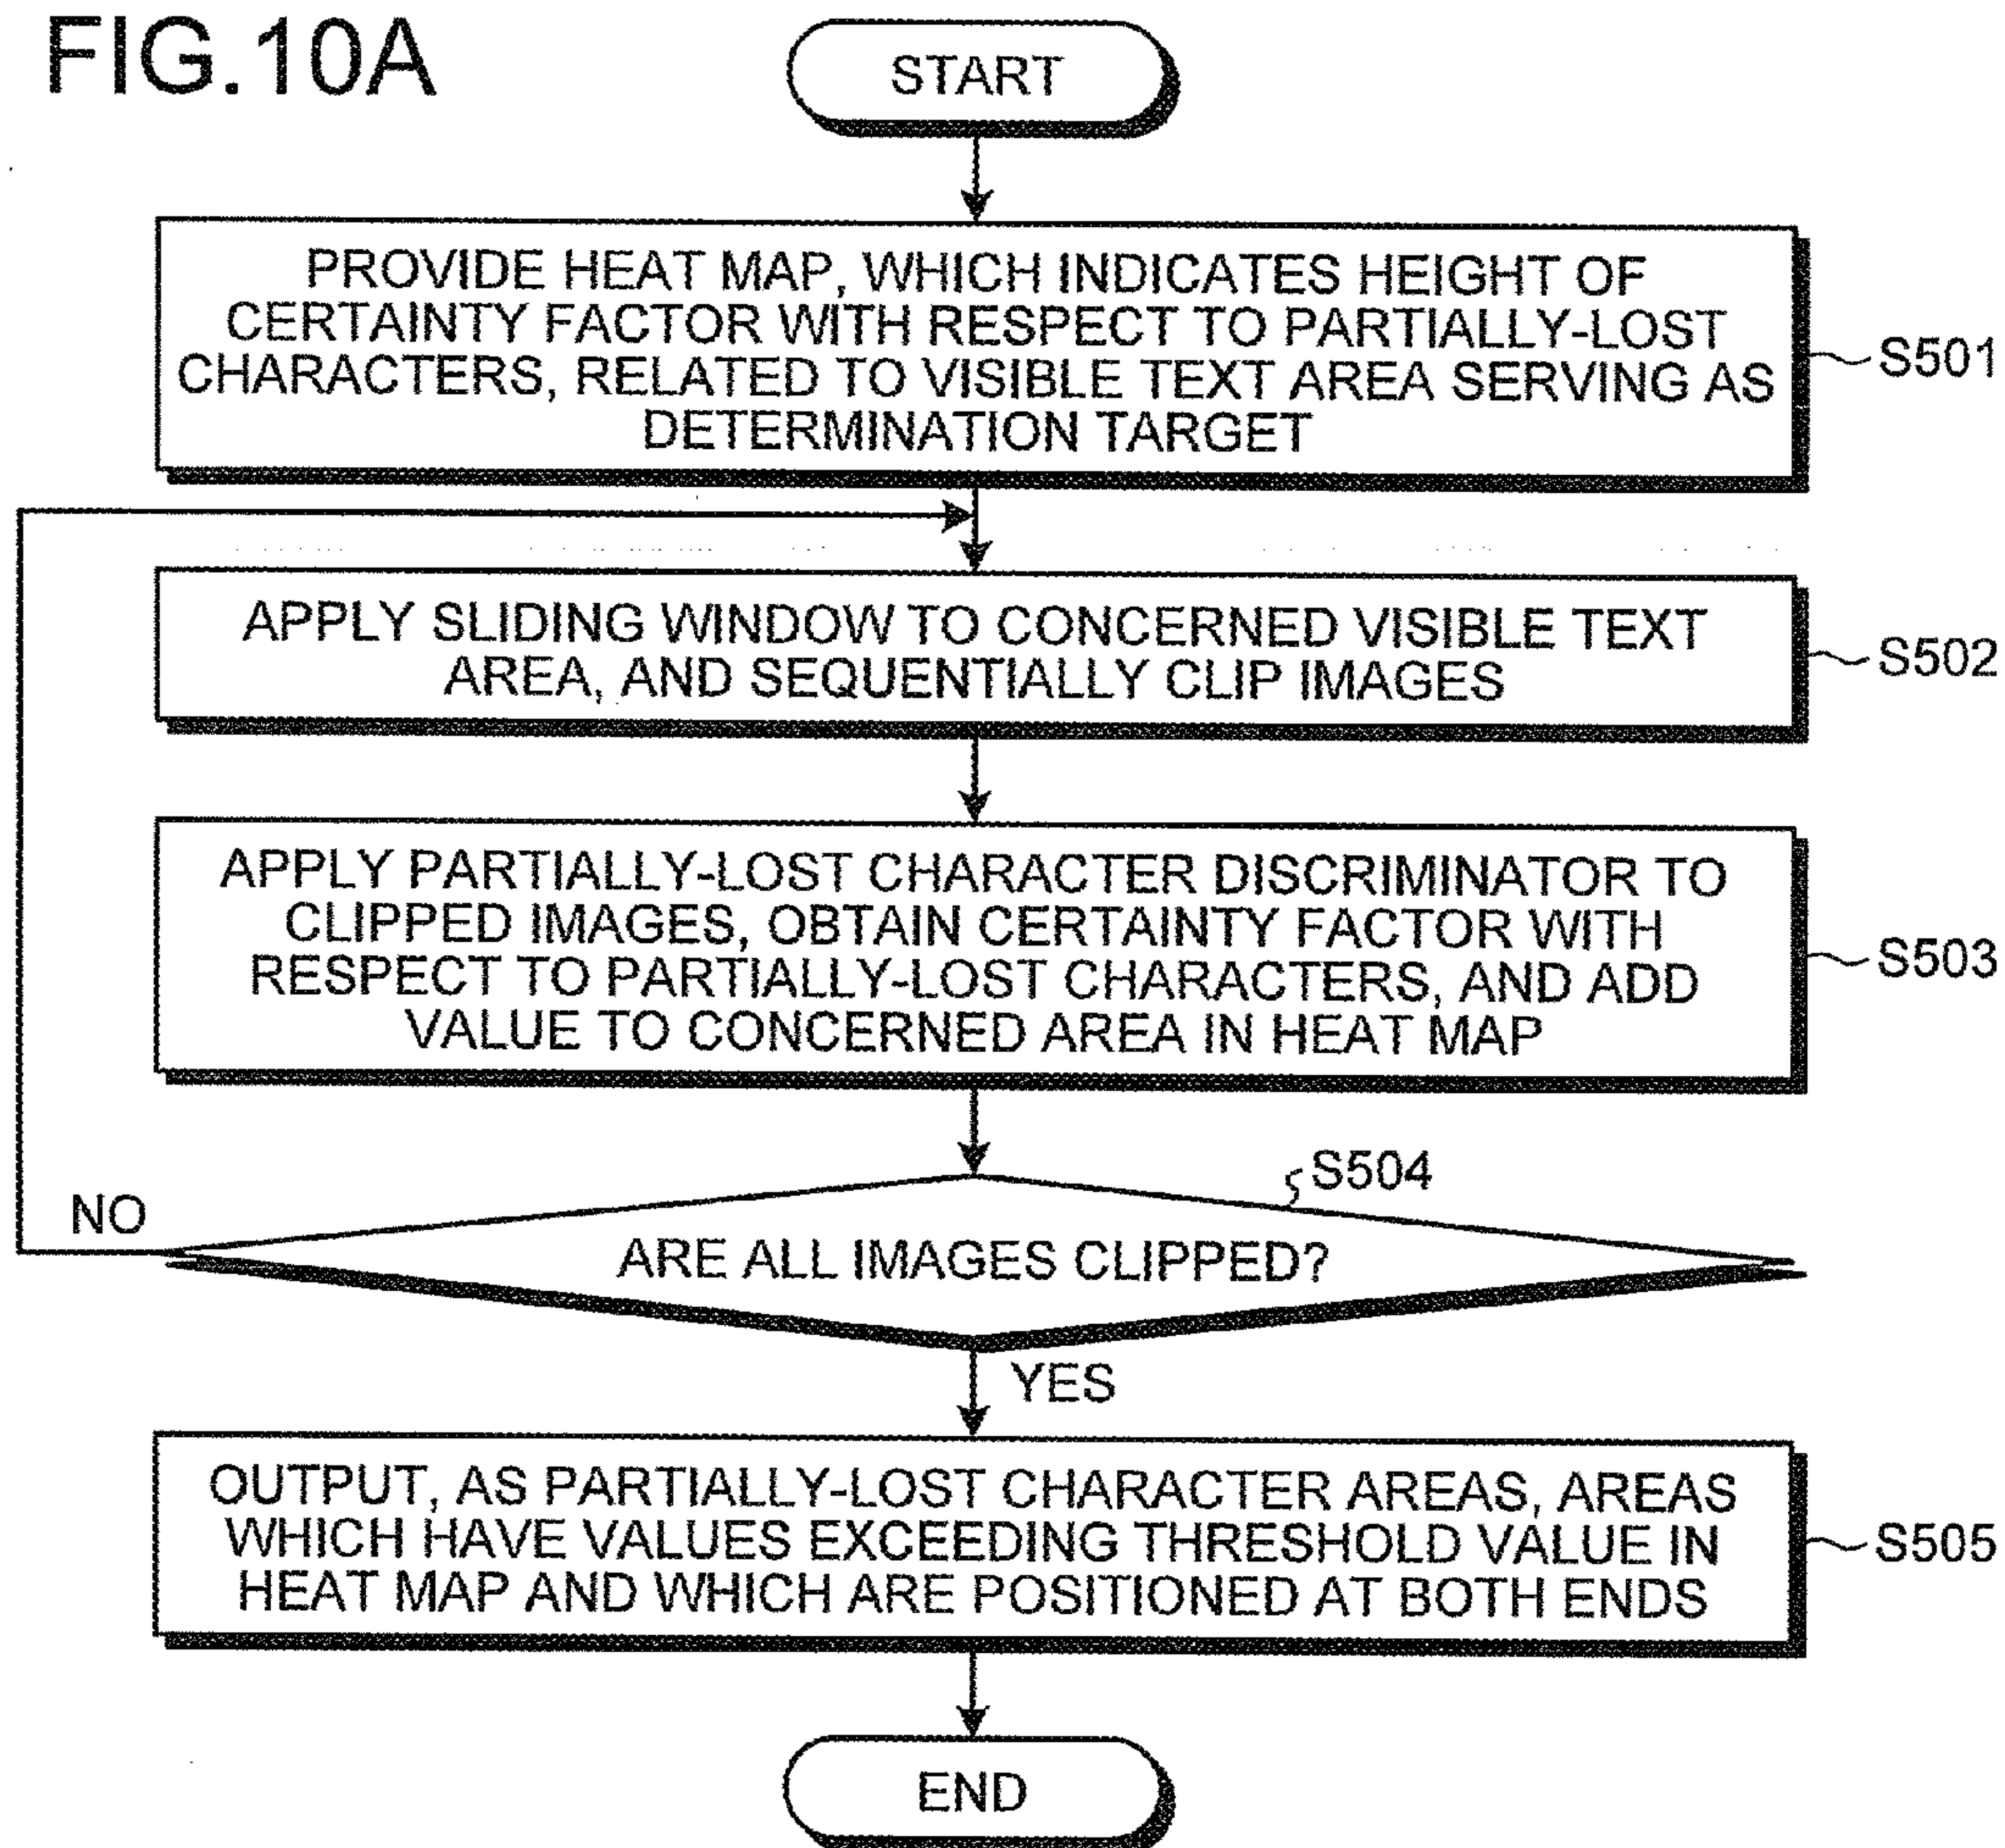 FIG.10A
START
PROVIDE HEAT MAP, WHICH INDICATES HEIGHT OF
CERTAINTY FACTOR WITH RESPECT TO PARTIALLY-LOST
CHARACTERS, RELATED TO VISIBLE TEXT AREA SERVING AS
DETERMINATION TARGET
S501
APPLY SLIDING WINDOW TO CONCERNED VISIBLE TEXT
AREA, AND SEQUENTIALLY CLIP IMAGES
S502
APPLY PARTIALLY-LOST CHARACTER DISCRIMINATOR TO
CLIPPED IMAGES, OBTAIN CERTAINTY FACTOR WITH
RESPECT TO PARTIALLY-LOST CHARACTERS, AND ADD
VALUE TO CONCERNED AREA IN HEAT MAP
S503
S504
NO
ARE ALL IMAGES CLIPPED?
YES
OUTPUT, AS PARTIALLY-LOST CHARACTER AREAS, AREAS
WHICH HAVE VALUES EXCEEDING THRESHOLD VALUE IN
HEAT MAP AND WHICH ARE POSITIONED AT BOTH ENDS
S505
END